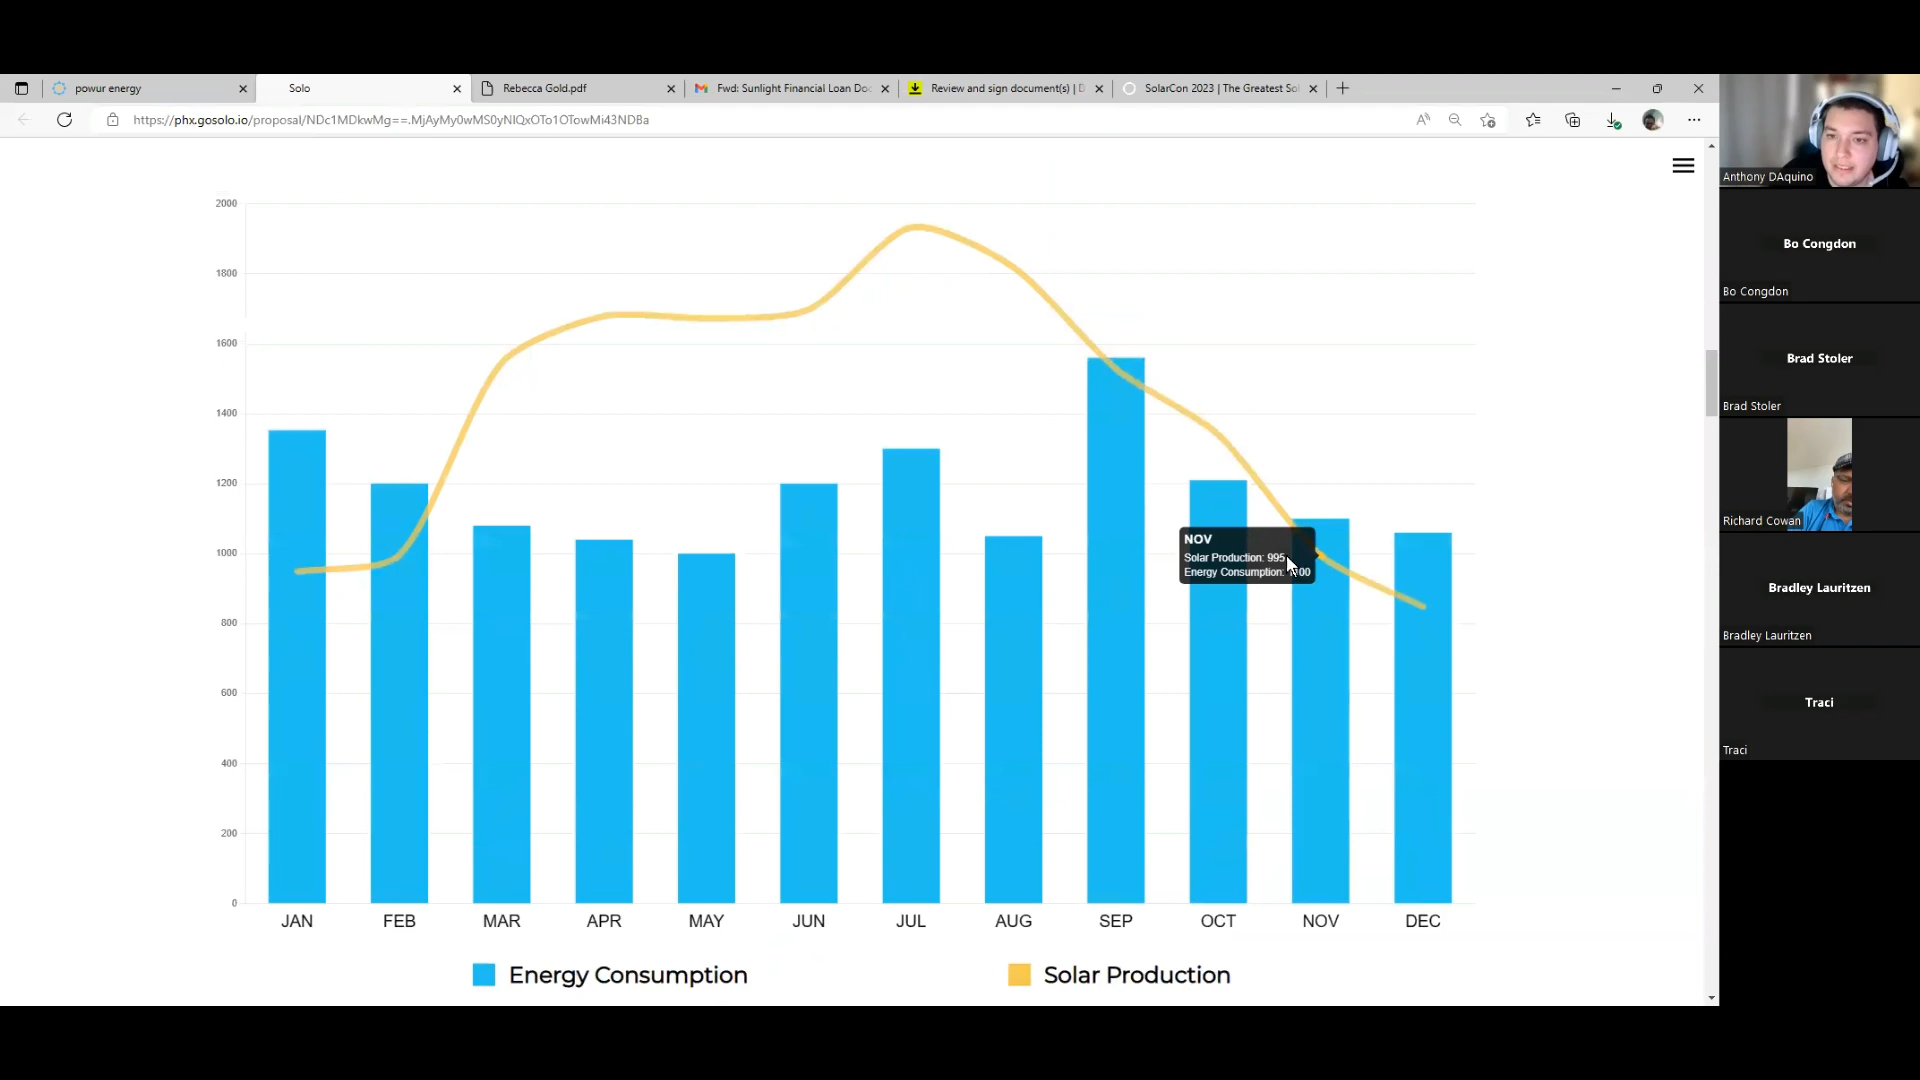 powur energy
Solo
Rebecca Gold.pdf
Fwd: Sunlight Financial Loan Doc
Review and sign document(s) | D
SolarCon 2023 | The Greatest Sol
https://phx.gosolo.io/proposal/NDc1MDkwMg==.MjAyMy0wMS0yNlQxOTo1OTowMi43NDBa
2000
1800
1600
1400
1200
1000
800
600
400
200
0
NOV
Solar Production: 995
Energy Consumption:
JAN FEB MAR APR MAY JUN JUL AUG SEP OCT NOV DEC
Energy Consumption
Solar Production
Anthony DAquino
Bo Congdon
Bo Congdon
Brad Stoler
Brad Stoler
Richard Cowan
Bradley Lauritzen
Bradley Lauritzen
Traci
Traci